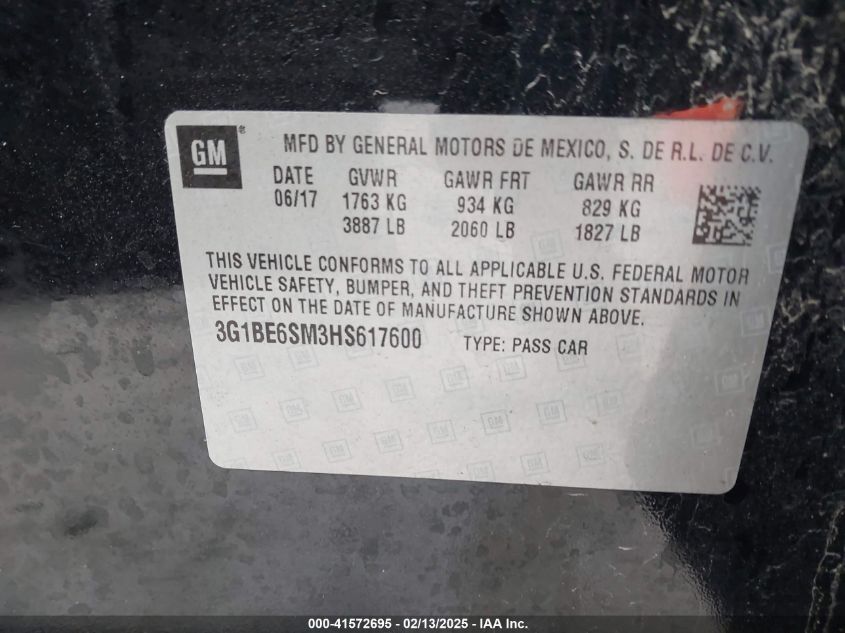 GM ® MFD BY GENERAL MOTORS DE MEXICO, S. DE R.L. DE C.V.
DATE GVWR GAWR FRT GAWR RR
06/17 1763 KG 934 KG 829 KG
3887 LB 2060 LB 1827 LB
THIS VEHICLE CONFORMS TO ALL APPLICABLE U.S. FEDERAL MOTOR
VEHICLE SAFETY, BUMPER, AND THEFT PREVENTION STANDARDS IN
EFFECT ON THE DATE OF MANUFACTURE SHOWN ABOVE.
3G1BE6SM3HS617600 TYPE: PASS CAR
000-41572695 - 02/13/2025 - IAA Inc.